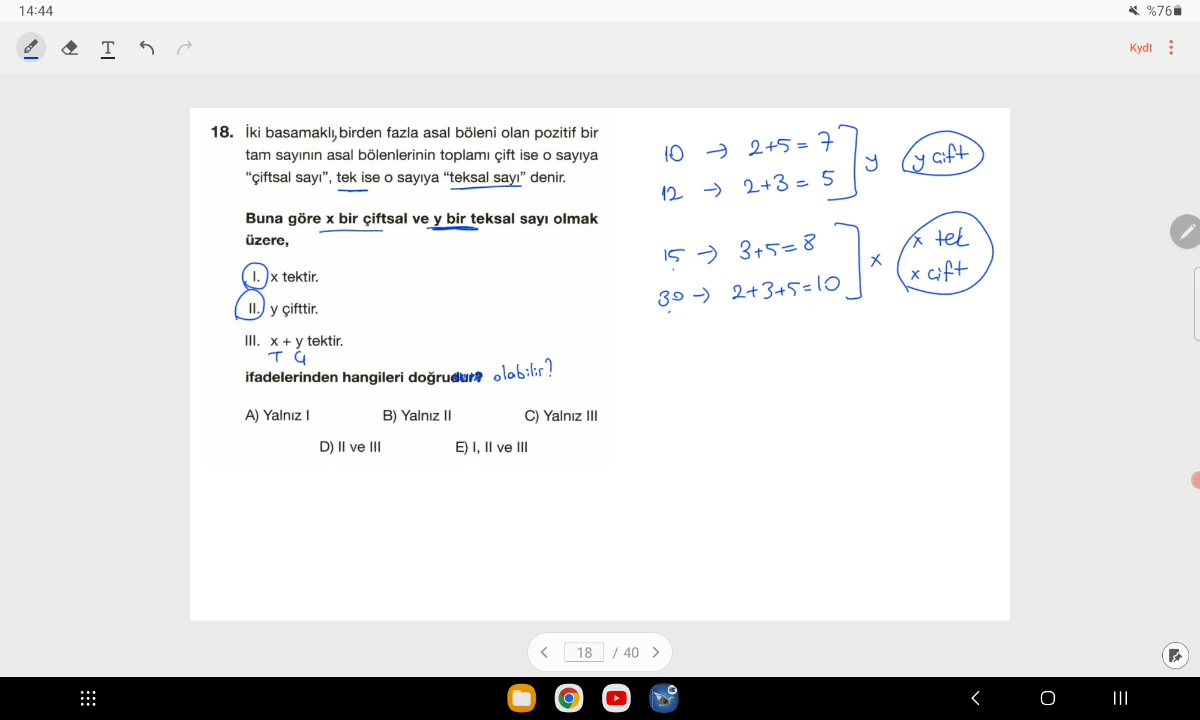 14:44
%76
T
Kydt
18. İki basamaklı, birden fazla asal böleni olan pozitif bir
tam sayının asal bölenlerinin toplamı çift ise o sayıya
“çiftsal sayı”, tek ise o sayıya “teksal sayı” denir.
Buna göre x bir çiftsal ve y bir teksal sayı olmak
üzere,
I. x tektir.
II. y çifttir.
III. x + y tektir.
T Ç
ifadelerinden hangileri doğrudur? olabilir?
A) Yalnız I B) Yalnız II C) Yalnız III
D) II ve III E) I, II ve III
10 → 2+5=7
12 → 2+3=5
y
y çift
15 → 3+5=8
30 → 2+3+5=10
x
x tek
x çift
18 / 40